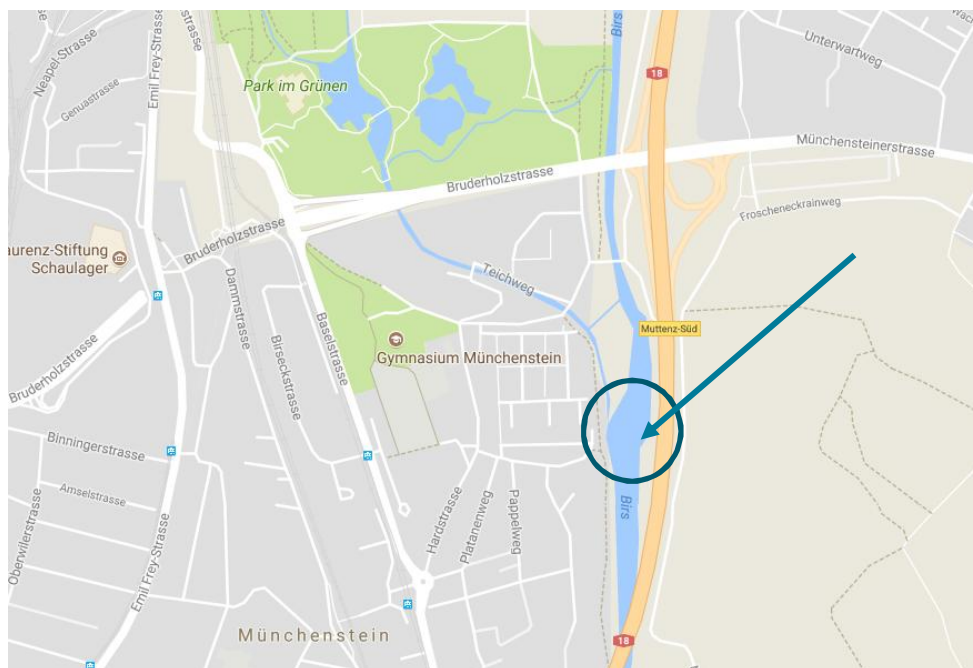 Neapel-Strasse
Genuastrasse
Emil Frey-Strasse
Park im Grünen
Birs
18
Unterwartweg
Münchensteinerstrasse
Bruderholzstrasse
Froscheneckrainweg
Bruderholzstrasse
aurenz-Stiftung
Schaulager
Dammstrasse
Teichweg
Muttenz-Süd
Baselstrasse
Birseckstrasse
Gymnasium Münchenstein
Bruderholzstrasse
Binningerstrasse
Amselstrasse
Oberwilerstrasse
Emil Frey-Strasse
Hardstrasse
Platanenweg
Pappelweg
Birs
Münchenstein
18